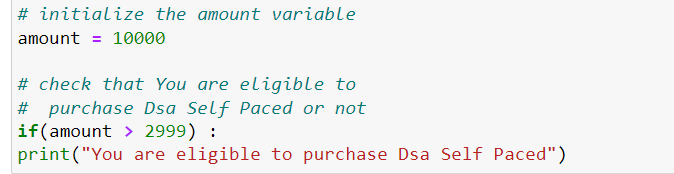 # initialize the amount variable
amount = 10000
# check that You are eligible to
#  purchase Dsa Self Paced or not
if(amount > 2999) :
print("You are eligible to purchase Dsa Self Paced")